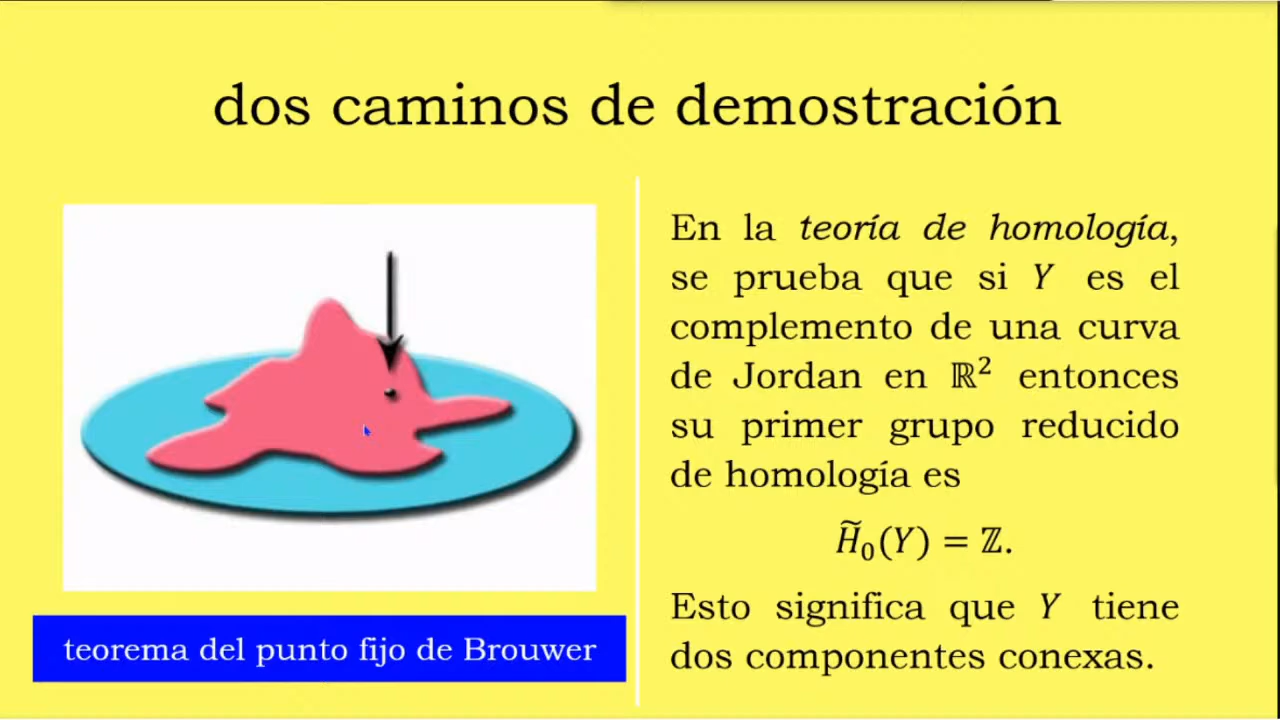 dos caminos de demostración
teorema del punto fijo de Brouwer
En la teoría de homología,
se prueba que si Y es el
complemento de una curva
de Jordan en ℝ² entonces
su primer grupo reducido
de homología es
H̃₀(Y) = ℤ.
Esto significa que Y tiene
dos componentes conexas.